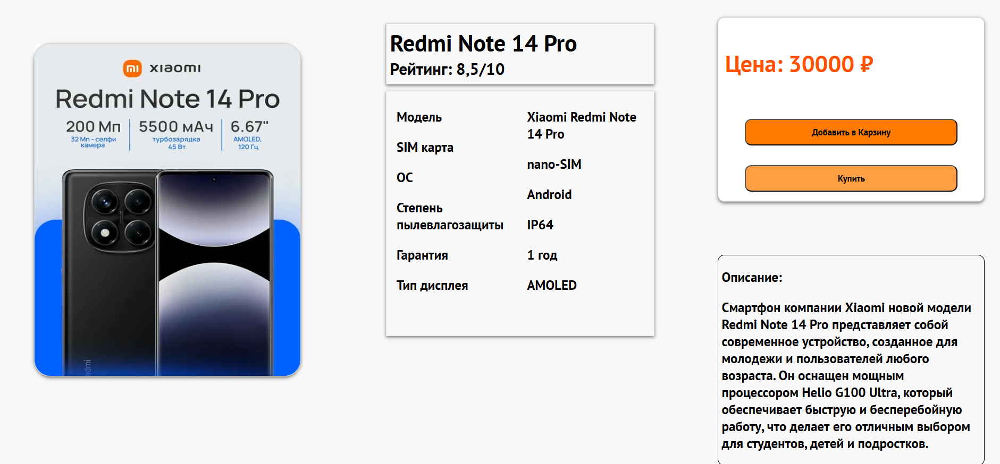 xiaomi
Redmi Note 14 Pro
200 Мп
5500 мАч
6.67"
32 Мп - селфи
камера
турбозарядка
45 Вт
AMOLED,
120 Гц
edmi
Redmi Note 14 Pro
Рейтинг: 8,5/10
Модель
Xiaomi Redmi Note
14 Pro
SIM карта
nano-SIM
ОС
Android
Степень
пылевлагозащиты
IP64
Гарантия
1 год
Тип дисплея
AMOLED
Цена: 30000 ₽
Добавить в Карзину
Купить
Описание:
Смартфон компании Xiaomi новой модели
Redmi Note 14 Pro представляет собой
современное устройство, созданное для
молодежи и пользователей любого
возраста. Он оснащен мощным
процессором Helio G100 Ultra, который
обеспечивает быструю и бесперебойную
работу, что делает его отличным выбором
для студентов, детей и подростков.